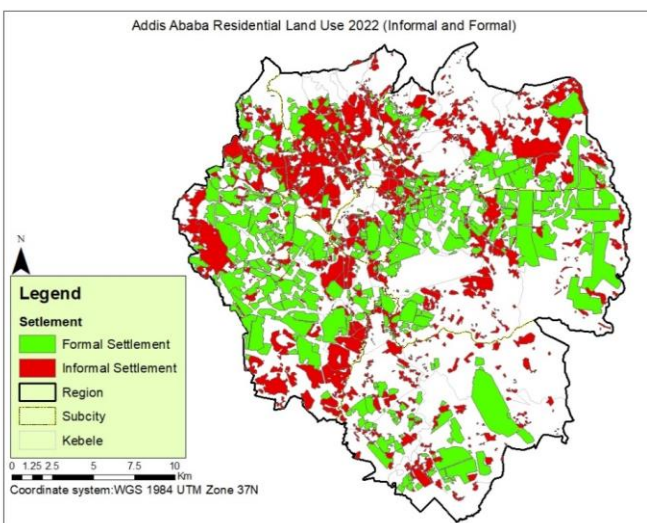 Addis Ababa Residential Land Use 2022 (Informal and Formal)
N
Legend
Setlement
Formal Settlement
Informal Settlement
Region
Subcity
Kebele
0 1.25 2.5 5 7.5 10
Km
Coordinate system:WGS 1984 UTM Zone 37N